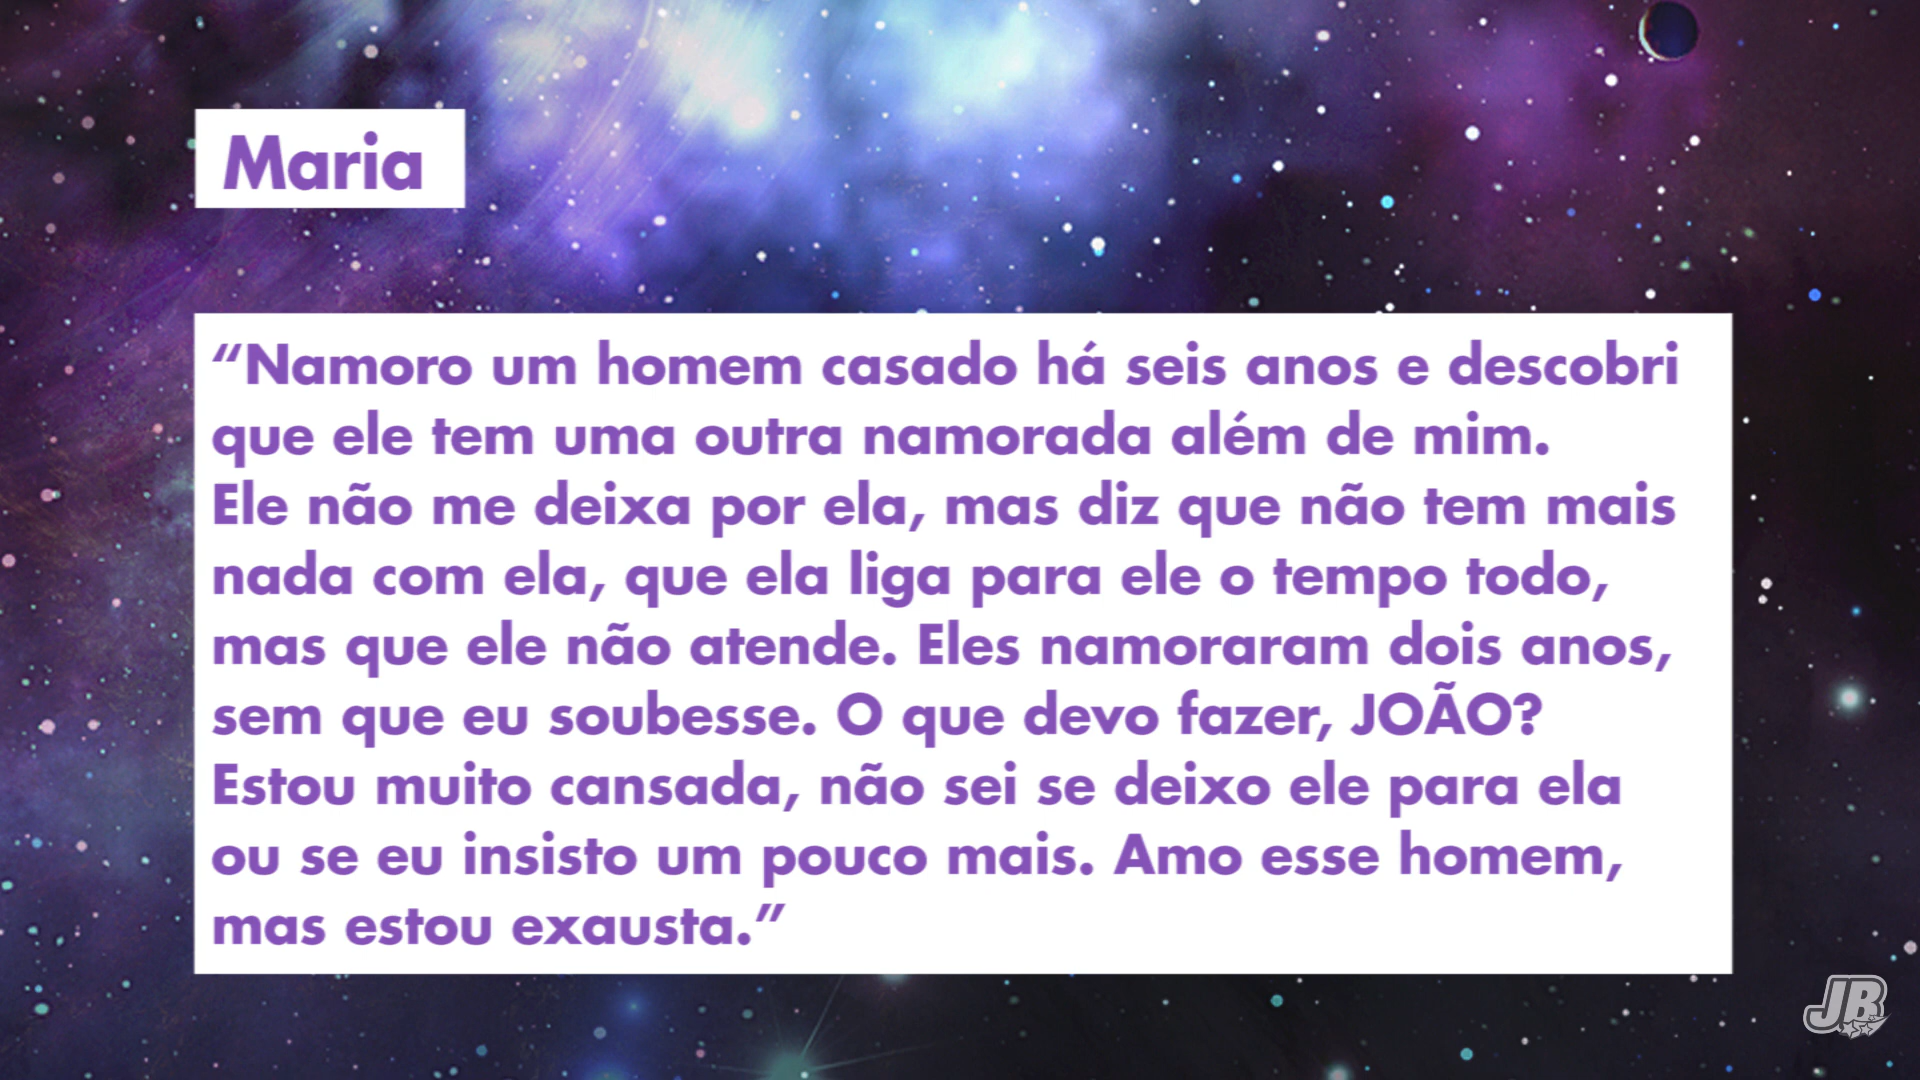 Maria
“Namoro um homem casado há seis anos e descobri
que ele tem uma outra namorada além de mim.
Ele não me deixa por ela, mas diz que não tem mais
nada com ela, que ela liga para ele o tempo todo,
mas que ele não atende. Eles namoraram dois anos,
sem que eu soubesse. O que devo fazer, JOÃO?
Estou muito cansada, não sei se deixo ele para ela
ou se eu insisto um pouco mais. Amo esse homem,
mas estou exausta.”
JB